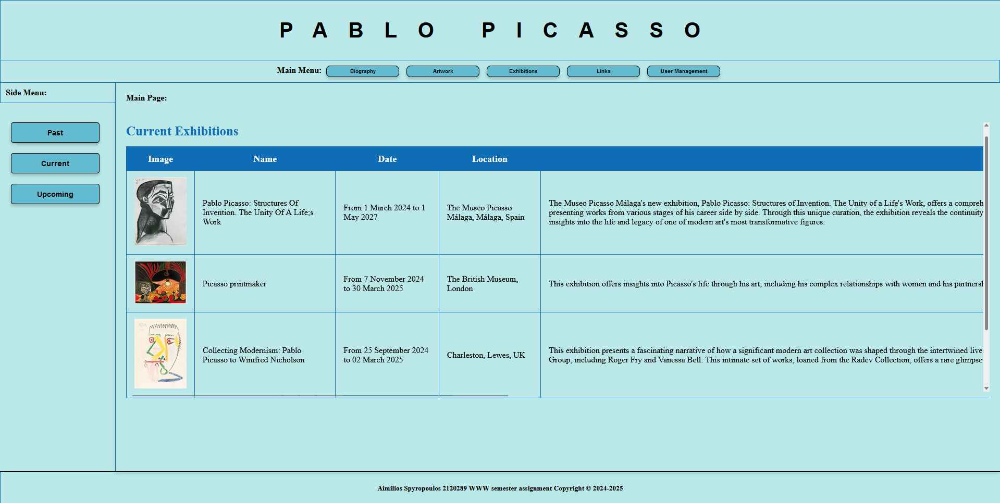 PABLO PICASSO
Main Menu: Biography Artwork Exhibitions Links User Management
Side Menu:
Past
Current
Upcoming
Main Page:
Current Exhibitions
Image Name Date Location
Pablo Picasso: Structures Of
Invention. The Unity Of A Life;s
Work
From 1 March 2024 to 1
May 2027
The Museo Picasso
Málaga, Málaga, Spain
The Museo Picasso Málaga's new exhibition, Pablo Picasso: Structures of Invention. The Unity of a Life's Work, offers a compreh
presenting works from various stages of his career side by side. Through this unique curation, the exhibition reveals the continuity
insights into the life and legacy of one of modern art's most transformative figures.
Picasso printmaker
From 7 November 2024
to 30 March 2025
The British Museum,
London
This exhibition offers insights into Picasso's life through his art, including his complex relationships with women and his partnersh
Collecting Modernism: Pablo
Picasso to Winifred Nicholson
From 25 September 2024
to 02 March 2025
Charleston, Lewes, UK
This exhibition presents a fascinating narrative of how a significant modern art collection was shaped through the intertwined lives
Group, including Roger Fry and Vanessa Bell. This intimate set of works, loaned from the Radev Collection, offers a rare glimpse
Aimilios Spyropoulos 2120289 WWW semester assignment Copyright © 2024-2025